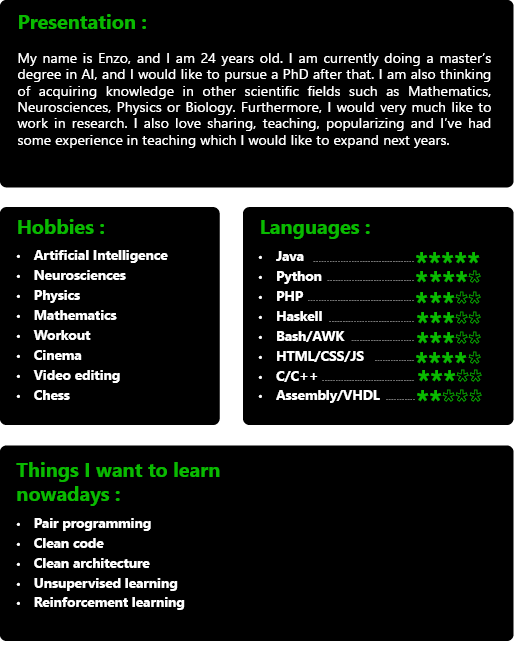 Presentation :
My name is Enzo, and I am 24 years old. I am currently doing a master's
degree in AI, and I would like to pursue a PhD after that. I am also thinking
of acquiring knowledge in other scientific fields such as Mathematics,
Neurosciences, Physics or Biology. Furthermore, I would very much like to
work in research. I also love sharing, teaching, popularizing and I've had
some experience in teaching which I would like to expand next years.
Hobbies :
• Artificial Intelligence
• Neurosciences
• Physics
• Mathematics
• Workout
• Cinema
• Video editing
• Chess
Languages :
• Java
• Python
• PHP
• Haskell
• Bash/AWK
• HTML/CSS/JS
• C/C++
• Assembly/VHDL
Things I want to learn
nowadays :
• Pair programming
• Clean code
• Clean architecture
• Unsupervised learning
• Reinforcement learning